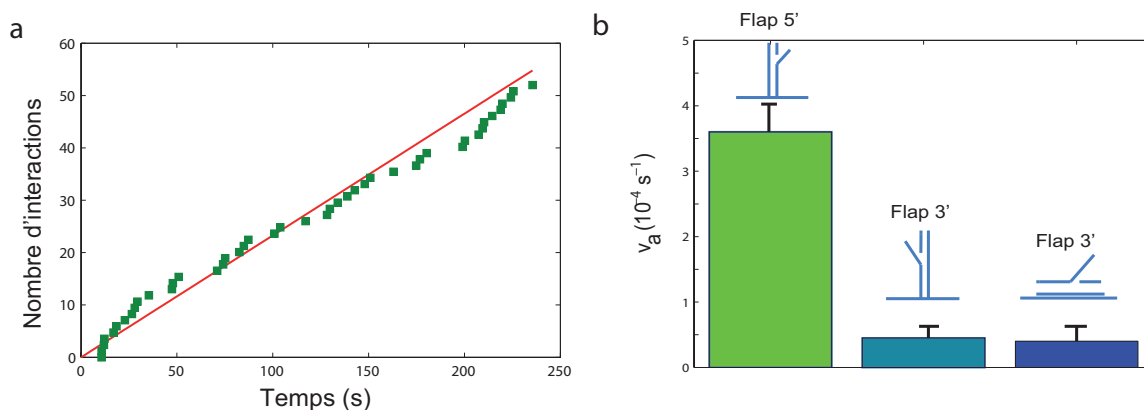 a
60
50
40
30
20
10
0
Nombre d'interactions
0 50 100 150 200 250
Temps (s)
b
Flap 5'
5
4
3
2
1
0
v_a (10⁻⁴ s⁻¹)
Flap 3'
Flap 3'